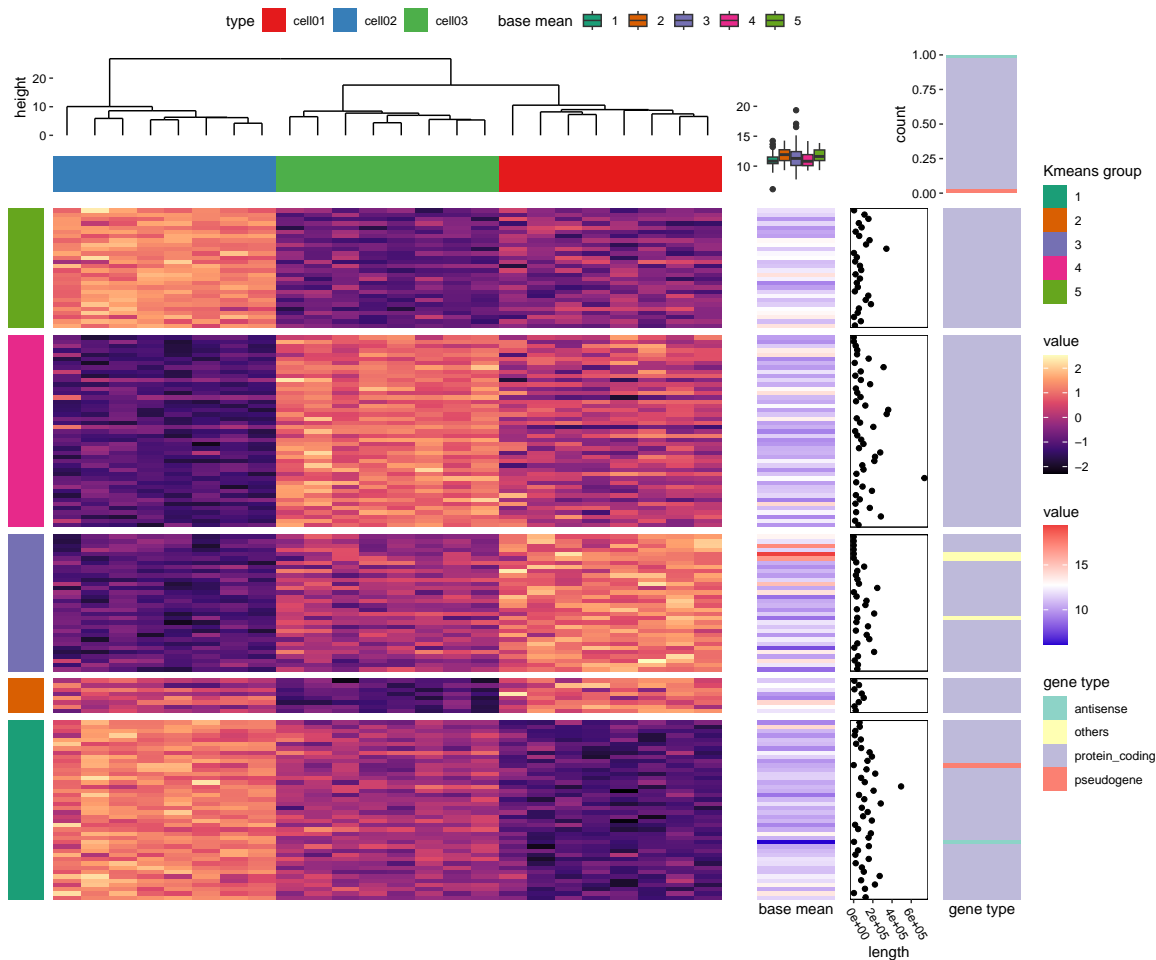 type cell01 cell02 cell03 base mean 1 2 3 4 5
height
20
10
0
20
15
10
count
1.00
0.75
0.50
0.25
0.00
Kmeans group
1
2
3
4
5
value
2
1
0
−1
−2
value
15
10
gene type
antisense
others
protein_coding
pseudogene
base mean
0e+00
2e+05
4e+05
6e+05
length
gene type